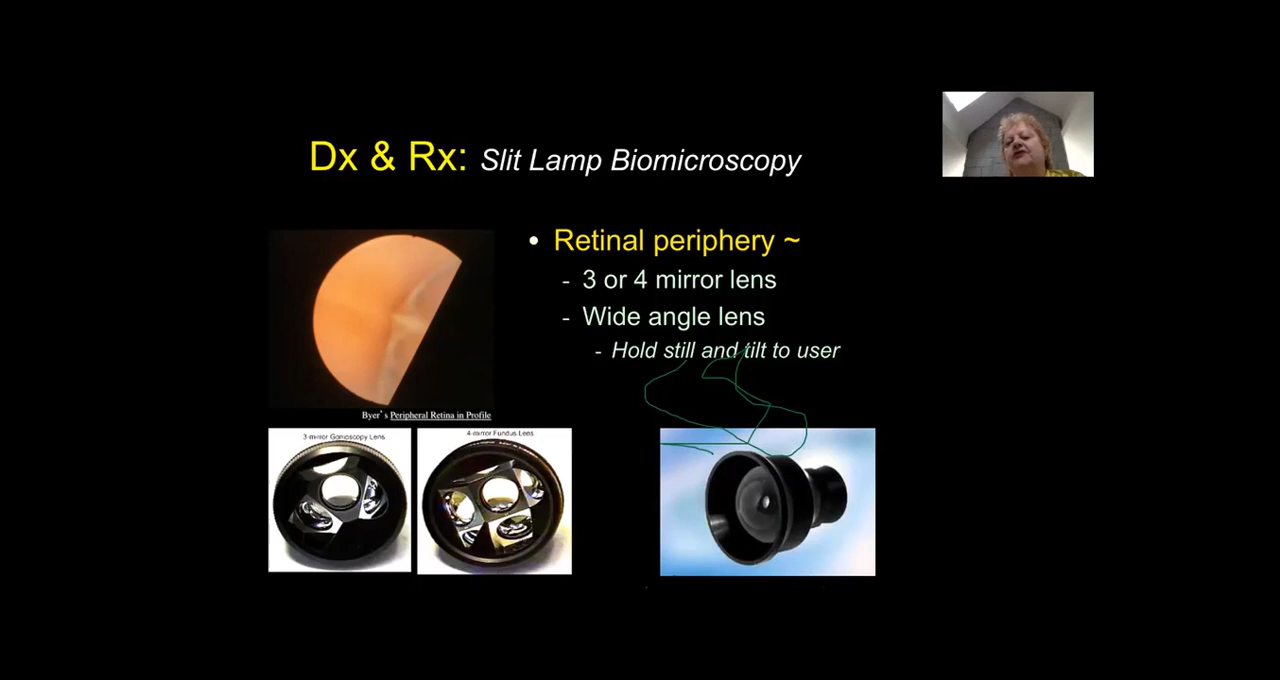 Dx & Rx: Slit Lamp Biomicroscopy
• Retinal periphery ~
- 3 or 4 mirror lens
- Wide angle lens
- Hold still and tilt to user
Byer's Peripheral Retina in Profile
3-mirror Gonioscopy Lens
4-mirror Fundus Lens